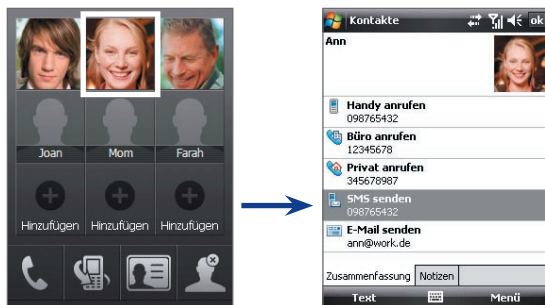 Joan Mom Farah
Hinzufügen Hinzufügen Hinzufügen
Kontakte ok
Ann
Handy anrufen
098765432
Büro anrufen
12345678
Privat anrufen
345678987
SMS senden
098765432
E-Mail senden
ann@work.de
Zusammenfassung Notizen
Text Menü